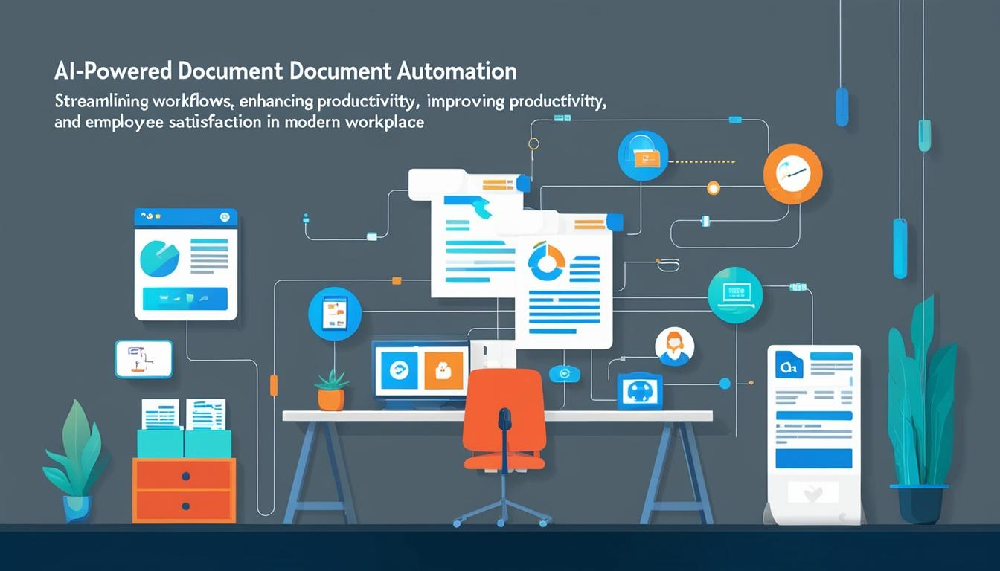 AI-Powered Document Document Automation
Streamlining workflows, enhancing productivity, improving productivity,
and employee satisfaction in modern workplace